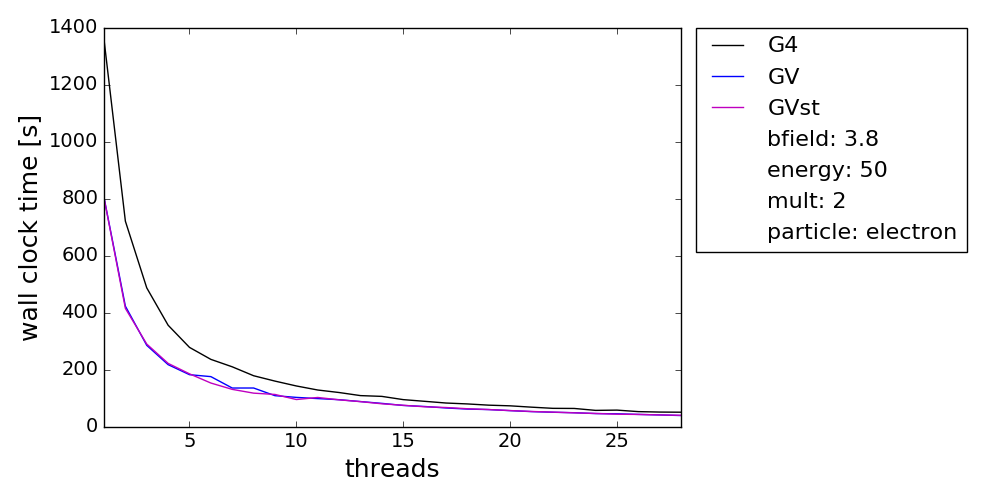 1400
1200
1000
800
600
400
200
0
wall clock time [s]
5
10
15
20
25
threads
G4
GV
GVst
bfield: 3.8
energy: 50
mult: 2
particle: electron